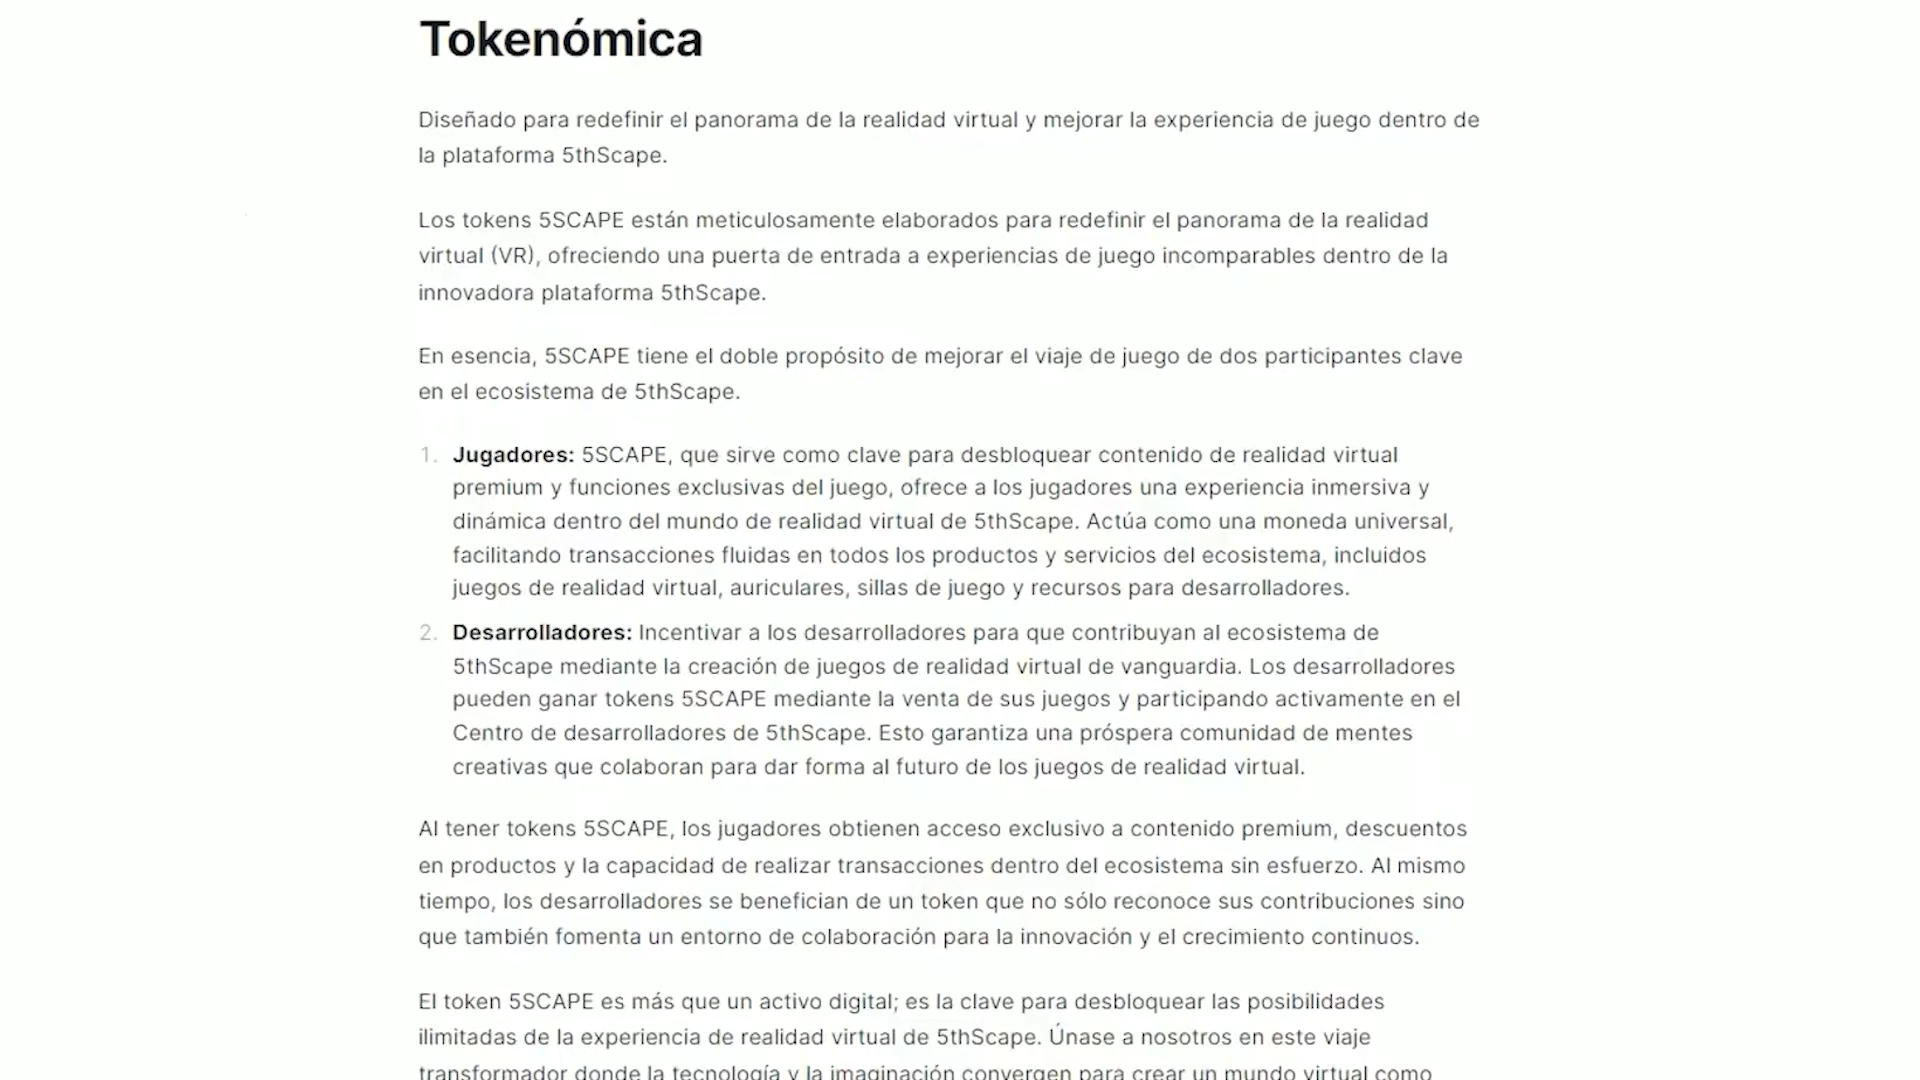 Tokenómica
Diseñado para redefinir el panorama de la realidad virtual y mejorar la experiencia de juego dentro de
la plataforma 5thScape.
Los tokens 5SCAPE están meticulosamente elaborados para redefinir el panorama de la realidad
virtual (VR), ofreciendo una puerta de entrada a experiencias de juego incomparables dentro de la
innovadora plataforma 5thScape.
En esencia, 5SCAPE tiene el doble propósito de mejorar el viaje de juego de dos participantes clave
en el ecosistema de 5thScape.
1. Jugadores: 5SCAPE, que sirve como clave para desbloquear contenido de realidad virtual
premium y funciones exclusivas del juego, ofrece a los jugadores una experiencia inmersiva y
dinámica dentro del mundo de realidad virtual de 5thScape. Actúa como una moneda universal,
facilitando transacciones fluidas en todos los productos y servicios del ecosistema, incluidos
juegos de realidad virtual, auriculares, sillas de juego y recursos para desarrolladores.
2. Desarrolladores: Incentivar a los desarrolladores para que contribuyan al ecosistema de
5thScape mediante la creación de juegos de realidad virtual de vanguardia. Los desarrolladores
pueden ganar tokens 5SCAPE mediante la venta de sus juegos y participando activamente en el
Centro de desarrolladores de 5thScape. Esto garantiza una próspera comunidad de mentes
creativas que colaboran para dar forma al futuro de los juegos de realidad virtual.
Al tener tokens 5SCAPE, los jugadores obtienen acceso exclusivo a contenido premium, descuentos
en productos y la capacidad de realizar transacciones dentro del ecosistema sin esfuerzo. Al mismo
tiempo, los desarrolladores se benefician de un token que no sólo reconoce sus contribuciones sino
que también fomenta un entorno de colaboración para la innovación y el crecimiento continuos.
El token 5SCAPE es más que un activo digital; es la clave para desbloquear las posibilidades
ilimitadas de la experiencia de realidad virtual de 5thScape. Únase a nosotros en este viaje
transformador donde la tecnología y la imaginación convergen para crear un mundo virtual como